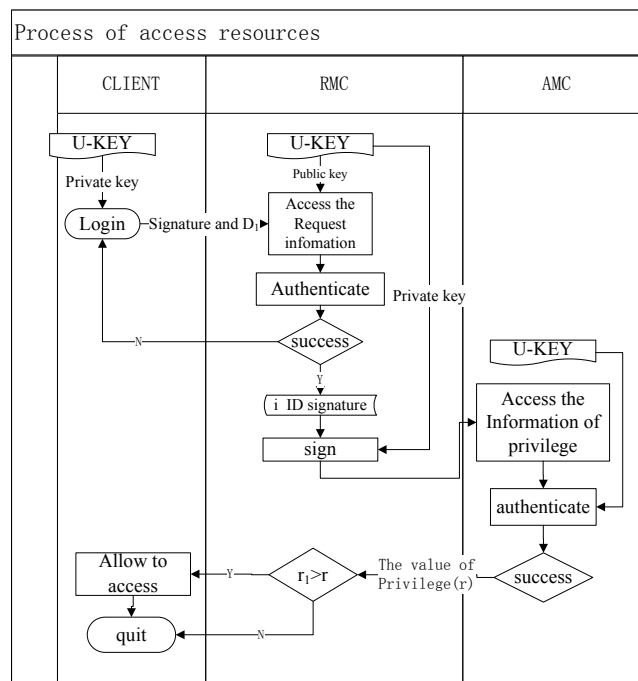 Process of access resources
CLIENT
RMC
AMC
U-KEY
U-KEY
Private key
Public key
Login
Signature and D1
Access the
Request
infomation
Authenticate
Private key
N
success
U-KEY
Y
i ID signature
Access the
Information of
privilege
sign
authenticate
Allow to
access
Y
r1>r
The value of
Privilege(r)
success
quit
N